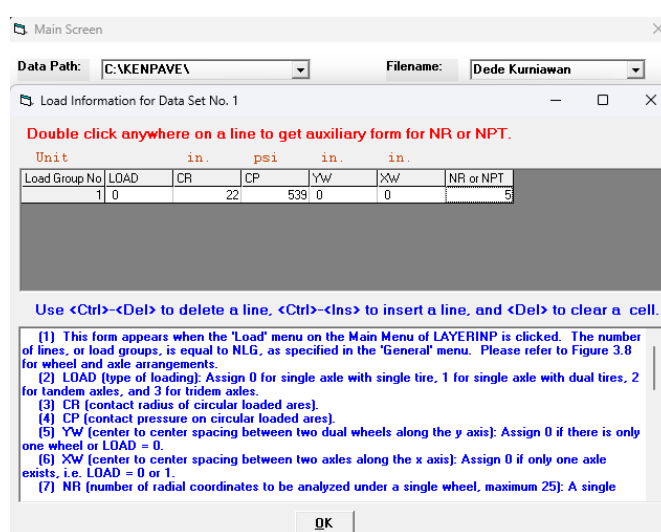 Main Screen
Data Path: C:\KENPAVE\ Filename: Dede Kurniawan
Load Information for Data Set No. 1
Double click anywhere on a line to get auxiliary form for NR or NPT.
Unit in. psi in. in.
Load Group No LOAD CR CP YW XW NR or NPT
1 0 22 539 0 0 5
Use <Ctrl>-<Del> to delete a line, <Ctrl>-<Ins> to insert a line, and <Del> to clear a cell.
(1) This form appears when the 'Load' menu on the Main Menu of LAYERINP is clicked. The number
of lines, or load groups, is equal to NLG, as specified in the 'General' menu. Please refer to Figure 3.8
for wheel and axle arrangements.
(2) LOAD (type of loading): Assign 0 for single axle with single tire, 1 for single axle with dual tires, 2
for tandem axles, and 3 for tridem axles.
(3) CR (contact radius of circular loaded ares).
(4) CP (contact pressure on circular loaded ares).
(5) YW (center to center spacing between two dual wheels along the y axis): Assign 0 if there is only
one wheel or LOAD = 0.
(6) XW (center to center spacing between two axles along the x axis): Assign 0 if only one axle
exists, i.e. LOAD = 0 or 1.
(7) NR (number of radial coordinates to be analyzed under a single wheel, maximum 25): A single
OK